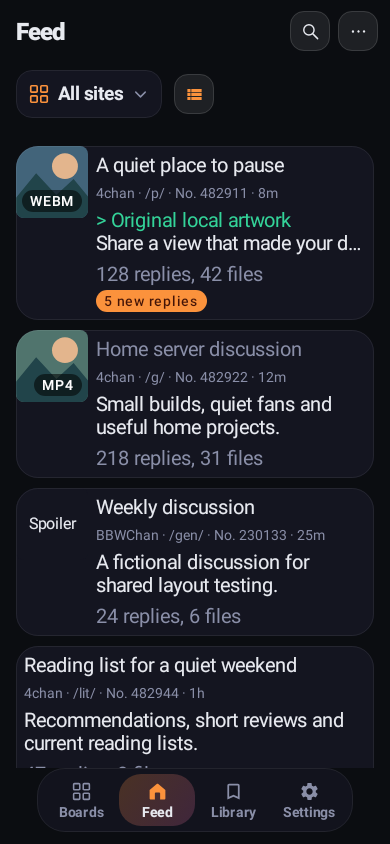 Feed
All sites
WEBM
A quiet place to pause
4chan · /p/ · No. 482911 · 8m
> Original local artwork
Share a view that made your d…
128 replies, 42 files
5 new replies
MP4
Home server discussion
4chan · /g/ · No. 482922 · 12m
Small builds, quiet fans and
useful home projects.
218 replies, 31 files
Spoiler
Weekly discussion
BBWChan · /gen/ · No. 230133 · 25m
A fictional discussion for
shared layout testing.
24 replies, 6 files
Reading list for a quiet weekend
4chan · /lit/ · No. 482944 · 1h
Recommendations, short reviews and
current reading lists.
Boards
Feed
Library
Settings